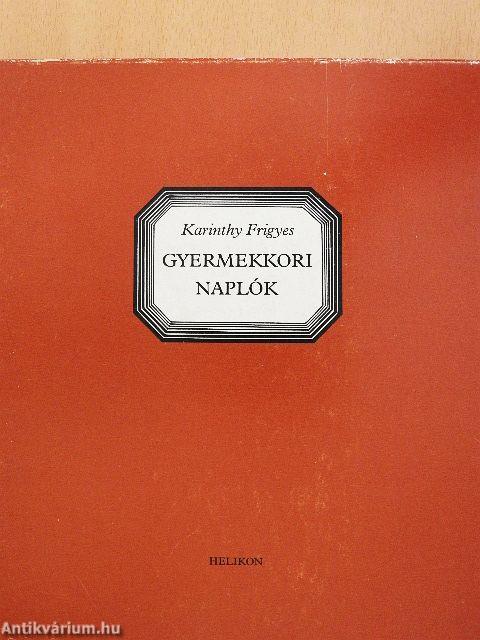 Karinthy Frigyes
GYERMEKKORI
NAPLÓK
HELIKON
Antikvárium.hu